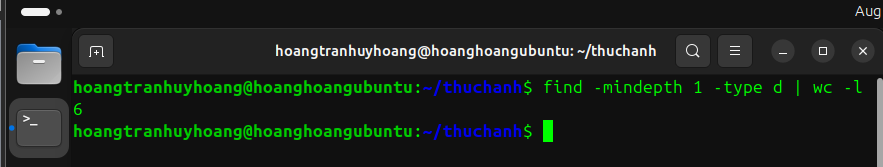 Aug
hoangtranhuyhoang@hoanghoangubuntu: ~/thuchanh
>_
hoangtranhuyhoang@hoanghoangubuntu:~/thuchanh$ find -mindepth 1 -type d | wc -l
6
hoangtranhuyhoang@hoanghoangubuntu:~/thuchanh$